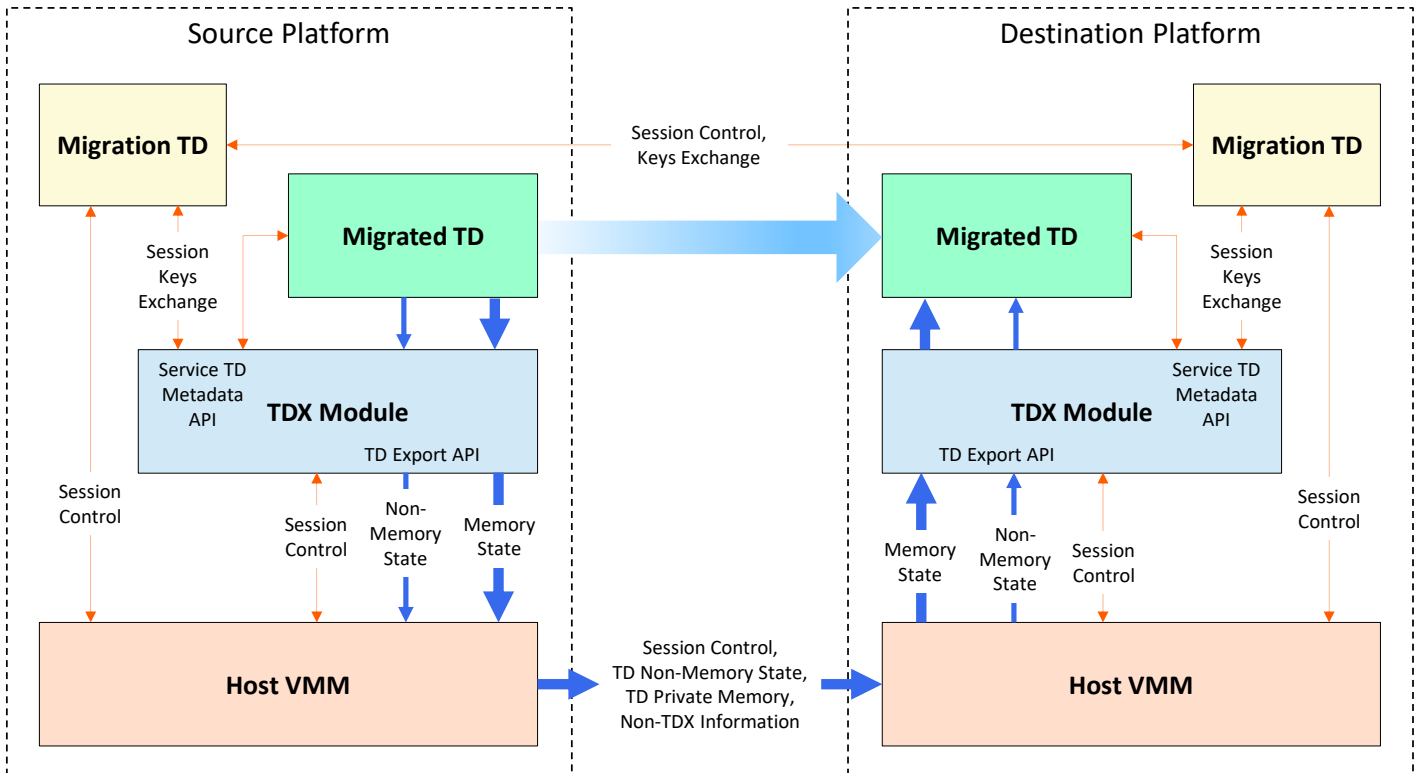 Source Platform
Destination Platform
Migration TD
Session Control,
Keys Exchange
Migration TD
Migrated TD
Migrated TD
Session
Keys
Exchange
Session
Keys
Exchange
Service TD
Metadata
API
TDX Module
TD Export API
Service TD
Metadata
API
TDX Module
TD Export API
Session
Control
Session
Control
Non-
Memory
State
Memory
State
Memory
State
Non-
Memory
State
Session
Control
Session
Control
Host VMM
Session Control,
TD Non-Memory State,
TD Private Memory,
Non-TDX Information
Host VMM